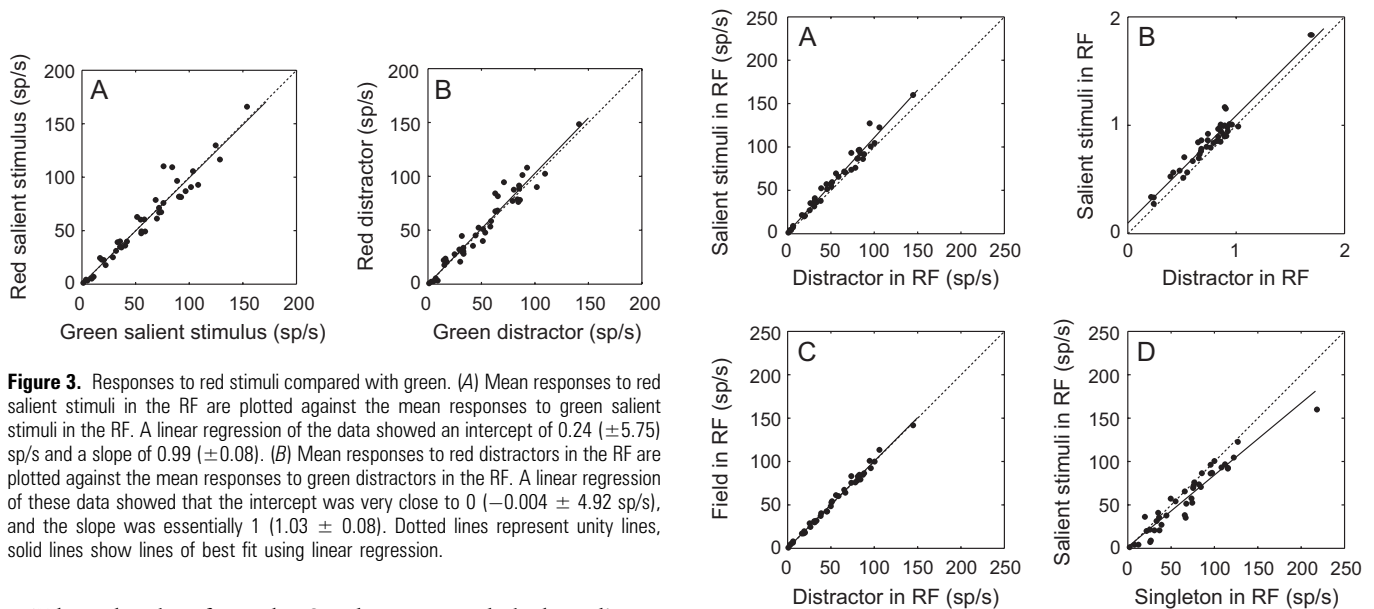 200
150
100
50
0
Red salient stimulus (sp/s)
A
0 50 100 150 200
Green salient stimulus (sp/s)
200
150
100
50
0
Red distractor (sp/s)
B
0 50 100 150 200
Green distractor (sp/s)
Figure 3. Responses to red stimuli compared with green. (A) Mean responses to red
salient stimuli in the RF are plotted against the mean responses to green salient
stimuli in the RF. A linear regression of the data showed an intercept of 0.24 (±5.75)
sp/s and a slope of 0.99 (±0.08). (B) Mean responses to red distractors in the RF are
plotted against the mean responses to green distractors in the RF. A linear regression
of these data showed that the intercept was very close to 0 (−0.004 ± 4.92 sp/s),
and the slope was essentially 1 (1.03 ± 0.08). Dotted lines represent unity lines,
solid lines show lines of best fit using linear regression.
250
200
150
100
50
0
Salient stimuli in RF (sp/s)
A
0 50 100 150 200 250
Distractor in RF (sp/s)
2
1
0
Salient stimuli in RF
B
0 1 2
Distractor in RF
250
200
150
100
50
0
Field in RF (sp/s)
C
0 50 100 150 200 250
Distractor in RF (sp/s)
250
200
150
100
50
0
Salient stimuli in RF (sp/s)
D
0 50 100 150 200 250
Singleton in RF (sp/s)